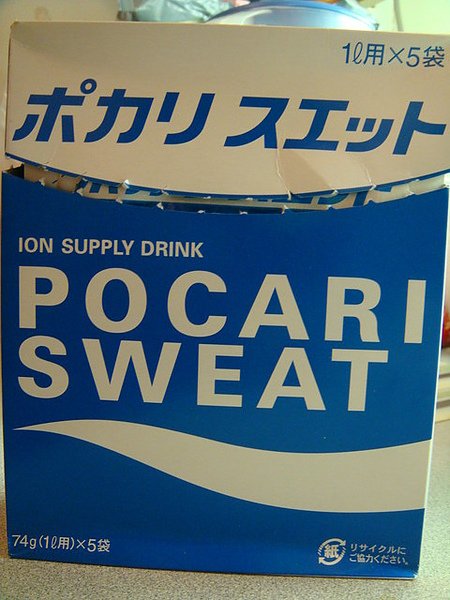 1ℓ用×5袋
ポカリスエット
ION SUPPLY DRINK
POCARI
SWEAT
74g(1ℓ用)×5袋
紙
リサイクルに
ご協力ください。